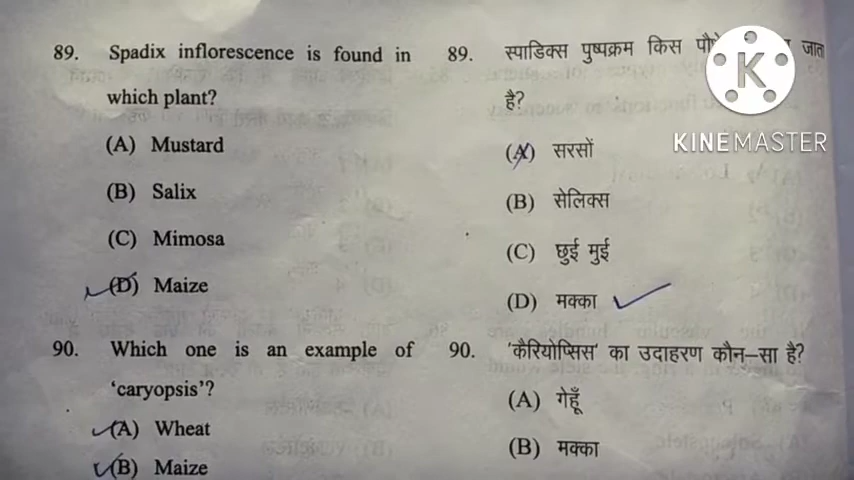 89. Spadix inflorescence is found in
which plant?
(A) Mustard
(B) Salix
(C) Mimosa
(D) Maize
90. Which one is an example of
'caryopsis'?
(A) Wheat
(B) Maize
89. स्पाडिक्स पुष्पक्रम किस जाता
है?
(A) सरसों
(B) सेलिक्स
(C) छुई मुई
(D) मक्का
90. 'कैरियोप्सिस' का उदाहरण कौन-सा है?
(A) गेहूँ
(B) मक्का
K
KINEMASTER